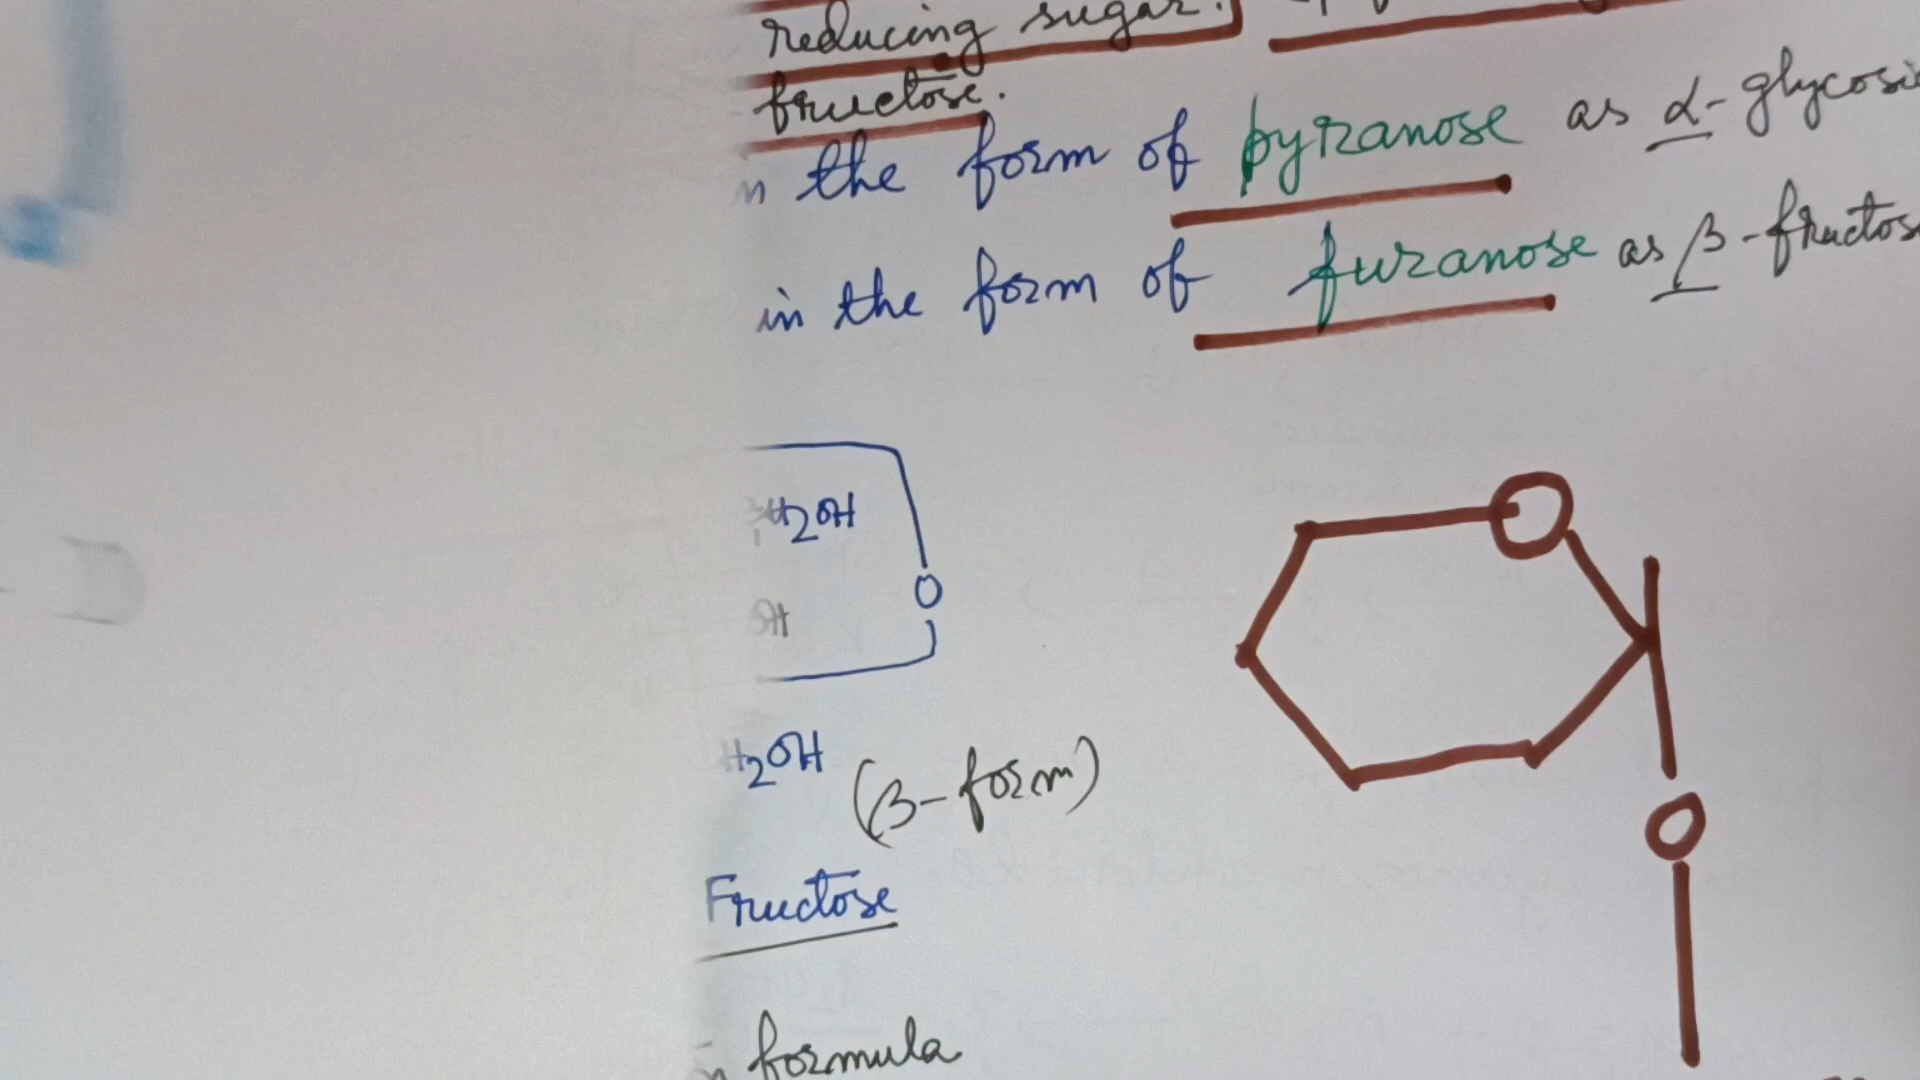 reducing sugar.
fructose.
n the form of pyranose as α- glycosi
in the form of furanose as β-fructos
H2OH
O
OH
H2OH (β-form)
Fructose
formula
O
O